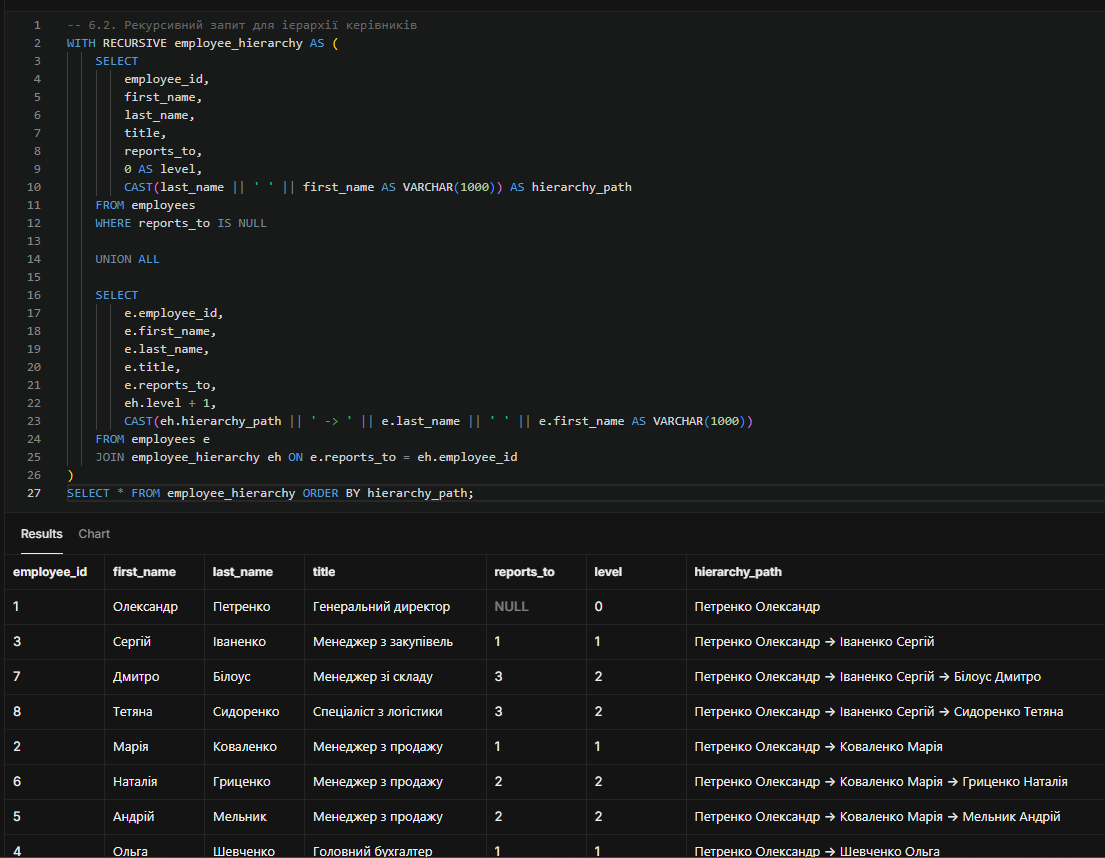 1 -- 6.2. Рекурсивний запит для ієрархії керівників
2 WITH RECURSIVE employee_hierarchy AS (
3 SELECT
4 employee_id,
5 first_name,
6 last_name,
7 title,
8 reports_to,
9 0 AS level,
10 CAST(last_name || ' ' || first_name AS VARCHAR(1000)) AS hierarchy_path
11 FROM employees
12 WHERE reports_to IS NULL
13
14 UNION ALL
15
16 SELECT
17 e.employee_id,
18 e.first_name,
19 e.last_name,
20 e.title,
21 e.reports_to,
22 eh.level + 1,
23 CAST(eh.hierarchy_path || ' -> ' || e.last_name || ' ' || e.first_name AS VARCHAR(1000))
24 FROM employees e
25 JOIN employee_hierarchy eh ON e.reports_to = eh.employee_id
26 )
27 SELECT * FROM employee_hierarchy ORDER BY hierarchy_path;
Results Chart
employee_id first_name last_name title reports_to level hierarchy_path
1 Олександр Петренко Генеральний директор NULL 0 Петренко Олександр
3 Сергій Іваненко Менеджер з закупівель 1 1 Петренко Олександр → Іваненко Сергій
7 Дмитро Білоус Менеджер зі складу 3 2 Петренко Олександр → Іваненко Сергій → Білоус Дмитро
8 Тетяна Сидоренко Спеціаліст з логістики 3 2 Петренко Олександр → Іваненко Сергій → Сидоренко Тетяна
2 Марія Коваленко Менеджер з продажу 1 1 Петренко Олександр → Коваленко Марія
6 Наталія Гриценко Менеджер з продажу 2 2 Петренко Олександр → Коваленко Марія → Гриценко Наталія
5 Андрій Мельник Менеджер з продажу 2 2 Петренко Олександр → Коваленко Марія → Мельник Андрій
4 Ольга Шевченко Головний бухгалтер 1 1 Петренко Олександр → Шевченко Ольга